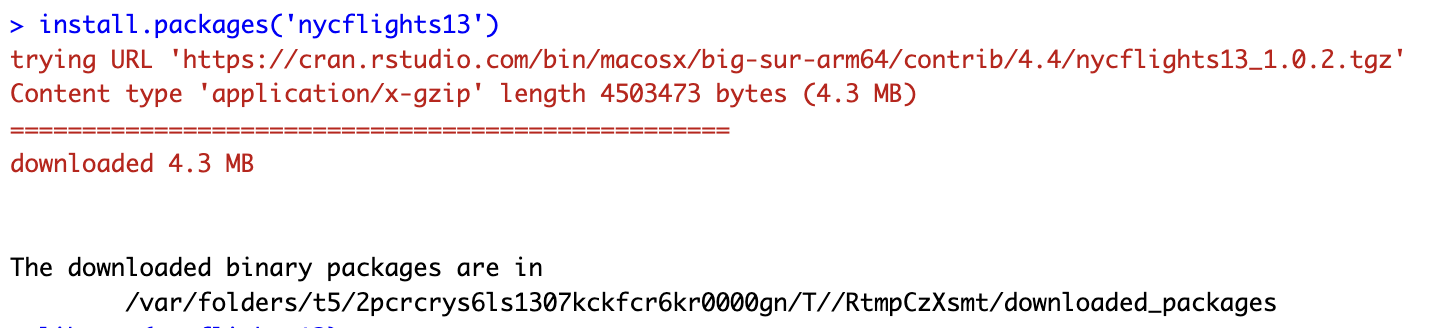 > install.packages('nycflights13')
trying URL 'https://cran.rstudio.com/bin/macosx/big-sur-arm64/contrib/4.4/nycflights13_1.0.2.tgz'
Content type 'application/x-gzip' length 4503473 bytes (4.3 MB)
==================================================
downloaded 4.3 MB
The downloaded binary packages are in
/var/folders/t5/2pcrcrys6ls1307kckfcr6kr0000gn/T//RtmpCzXsmt/downloaded_packages